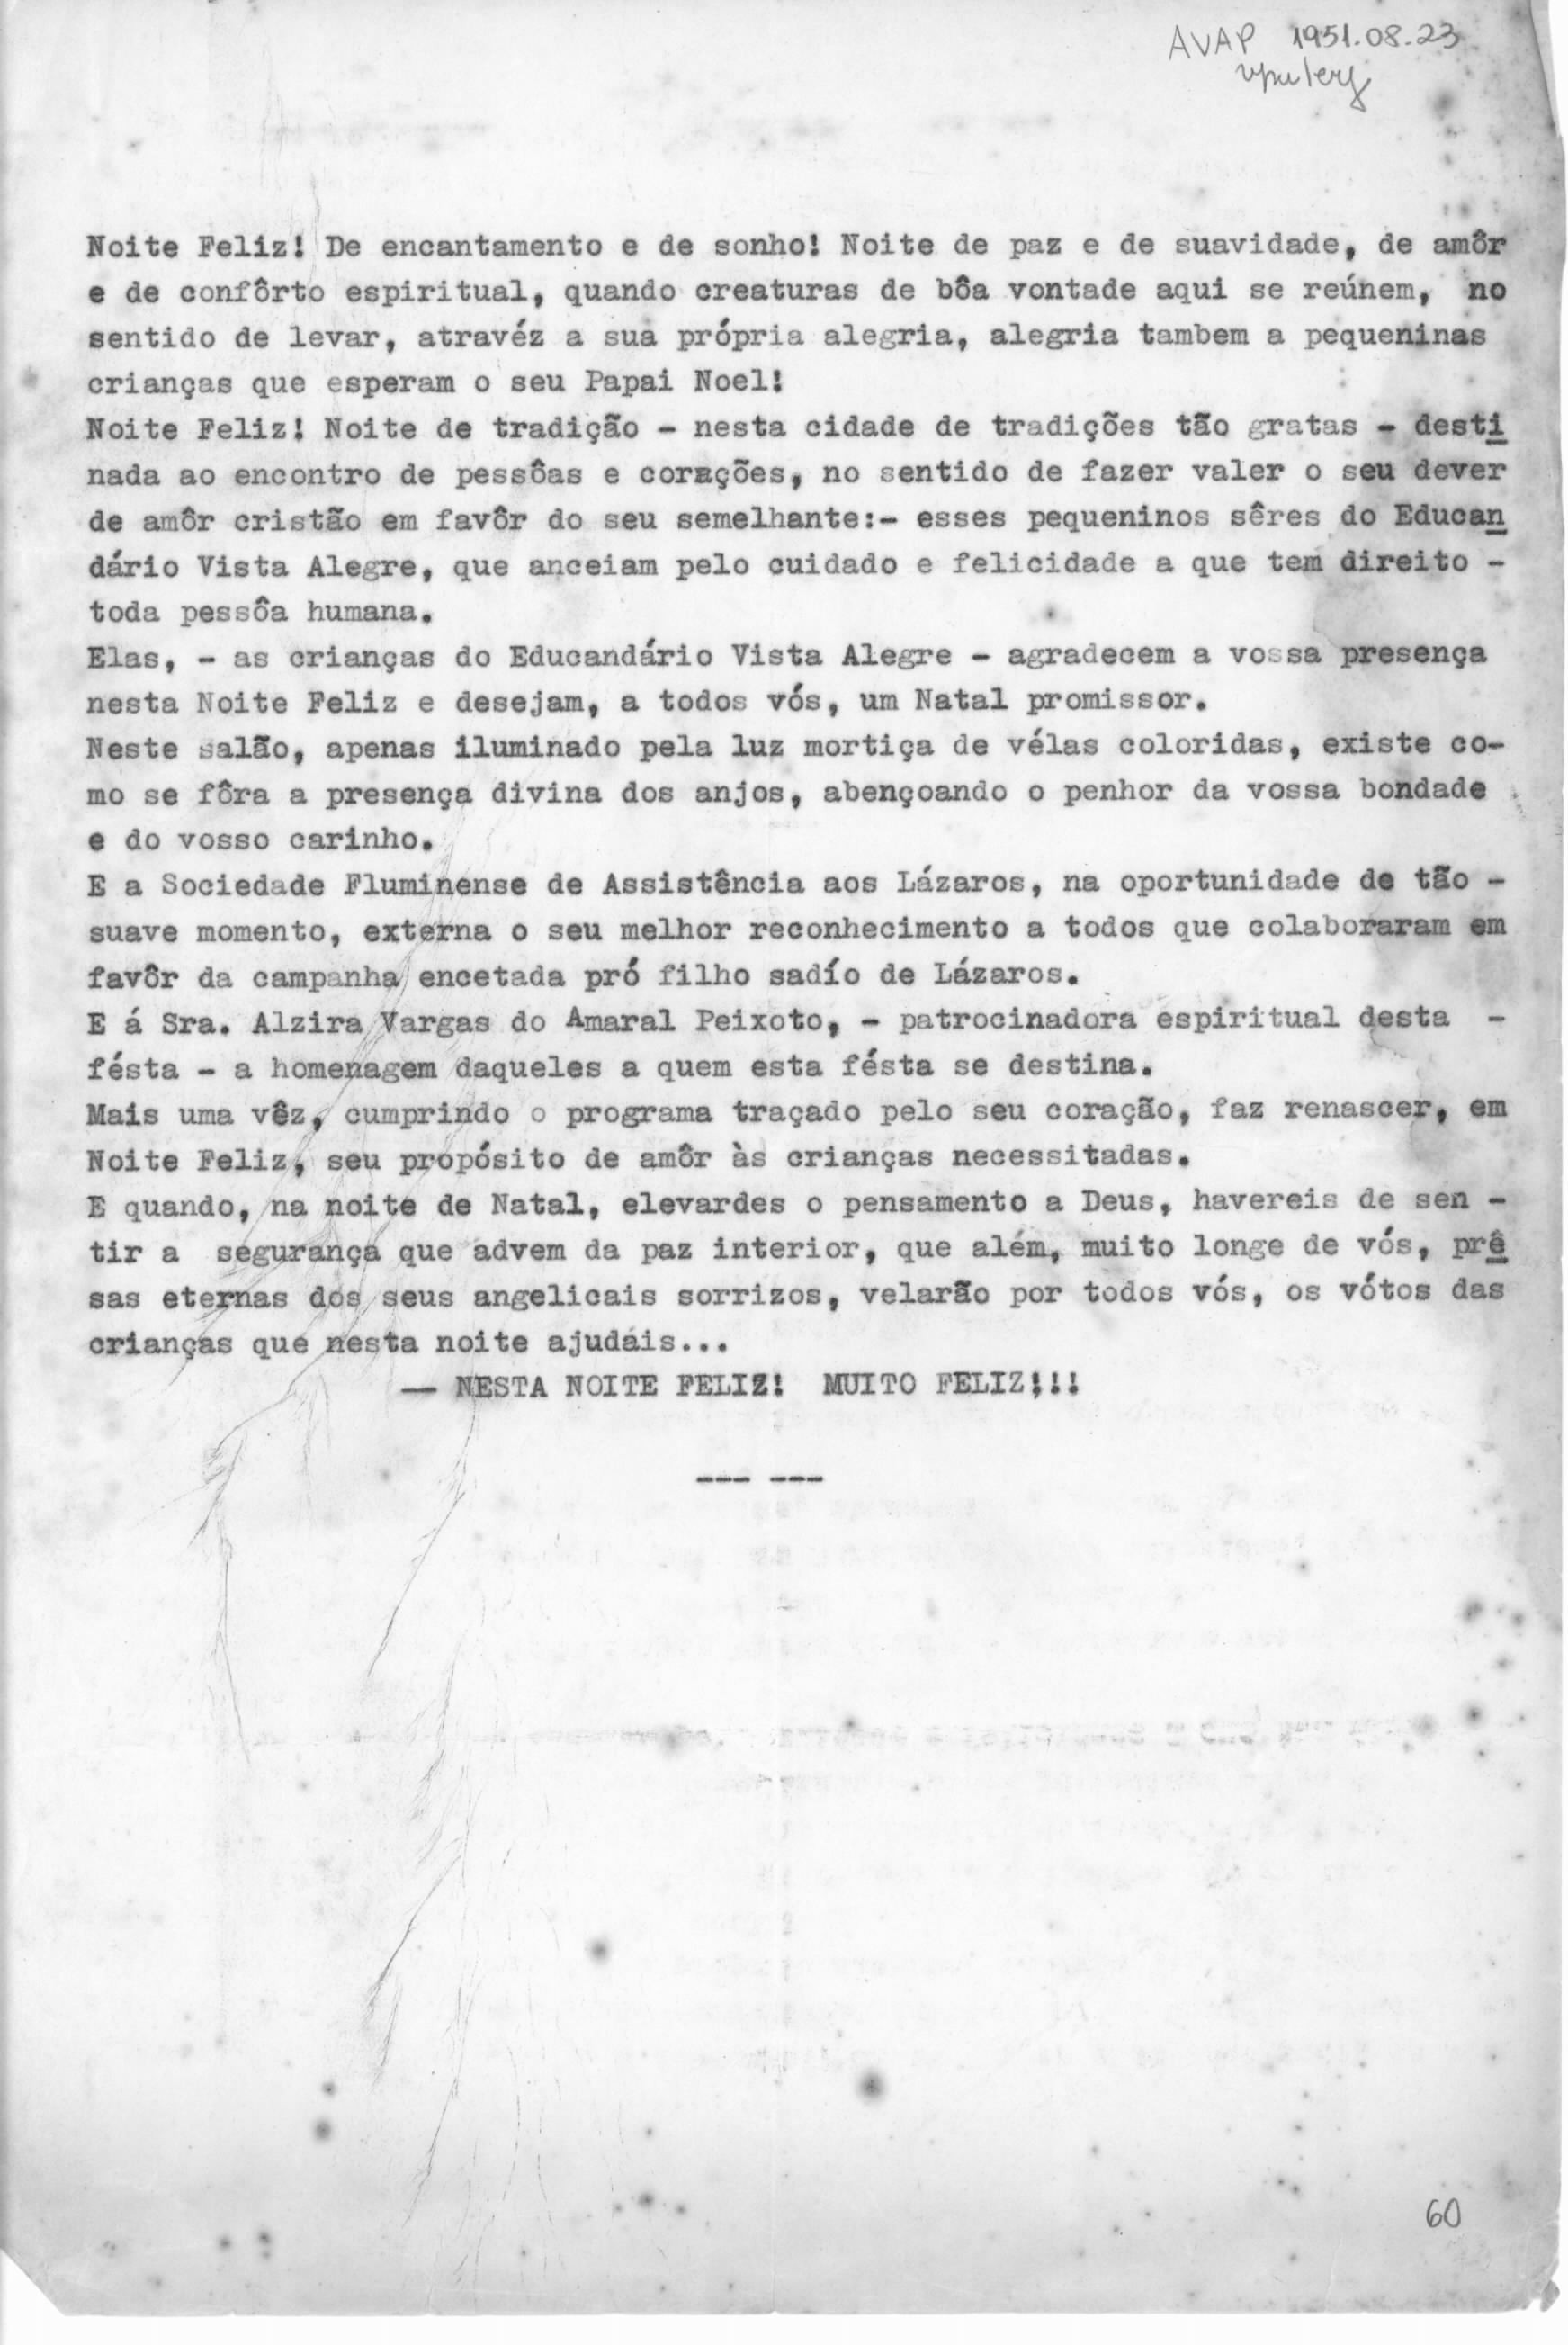 AVAP 1951.08.23
Noite Feliz! De encantamento e de sonho! Noite de paz e de suavidade, de amôr
e de confôrto espiritual, quando creaturas de bôa vontade aqui se reúnem, no
sentido de levar, atravéz a sua própria alegria, alegria tambem a pequeninas
crianças que esperam o seu Papai Noel!
Noite Feliz! Noite de tradição - nesta cidade de tradições tão gratas - desti
nada ao encontro de pessôas e corações, no sentido de fazer valer o seu dever
de amôr cristão em favôr do seu semelhante:- esses pequeninos sêres do Educan
dário Vista Alegre, que anceiam pelo cuidado e felicidade a que tem direito -
toda pessôa humana.
Elas, - as crianças do Educandário Vista Alegre - agradecem a vossa presença
nesta Noite Feliz e desejam, a todos vós, um Natal promissor.
Neste salão, apenas iluminado pela luz mortiça de vélas coloridas, existe co-
mo se fôra a presença divina dos anjos, abençoando o penhor da vossa bondade
e do vosso carinho.
E a Sociedade Fluminense de Assistência aos Lázaros, na oportunidade de tão -
suave momento, externa o seu melhor reconhecimento a todos que colaboraram em
favôr da campanha encetada pró filho sadío de Lázaros.
E á Sra. Alzira Vargas do Amaral Peixoto, - patrocinadora espiritual desta -
fésta - a homenagem daqueles a quem esta fésta se destina.
Mais uma vêz, cumprindo o programa traçado pelo seu coração, faz renascer, em
Noite Feliz, seu propósito de amôr às crianças necessitadas.
E quando, na noite de Natal, elevardes o pensamento a Deus, havereis de sen -
tir a segurança que advem da paz interior, que além, muito longe de vós, prê
sas eternas dos seus angelicais sorrizos, velarão por todos vós, os vótos das
crianças que nesta noite ajudáis...
— NESTA NOITE FELIZ! MUITO FELIZ!!!
--- ---
60